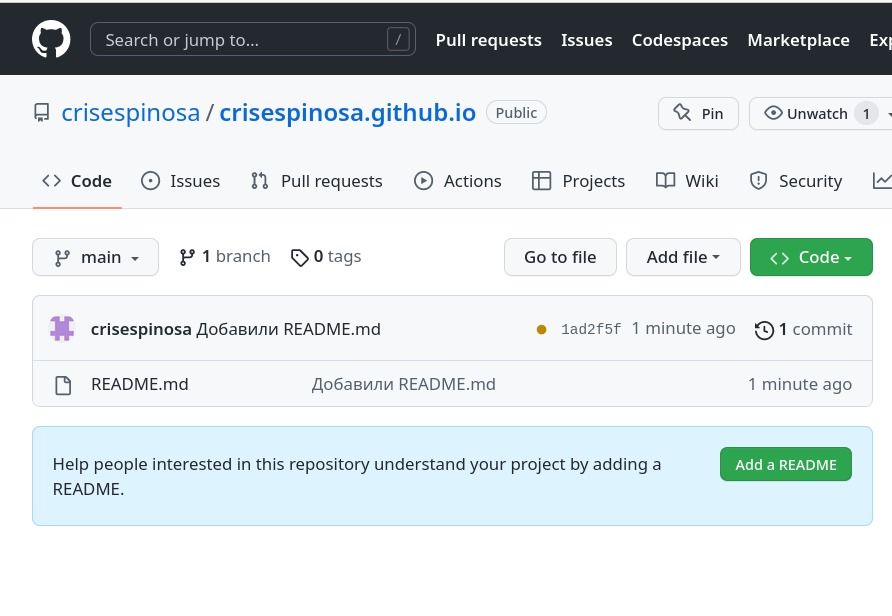 Search or jump to... / Pull requests Issues Codespaces Marketplace
crisespinosa / crisespinosa.github.io Public Pin Unwatch 1
Code Issues Pull requests Actions Projects Wiki Security
main 1 branch 0 tags Go to file Add file Code
crisespinosa Добавили README.md 1ad2f5f 1 minute ago 1 commit
README.md Добавили README.md 1 minute ago
Help people interested in this repository understand your project by adding a Add a README
README.